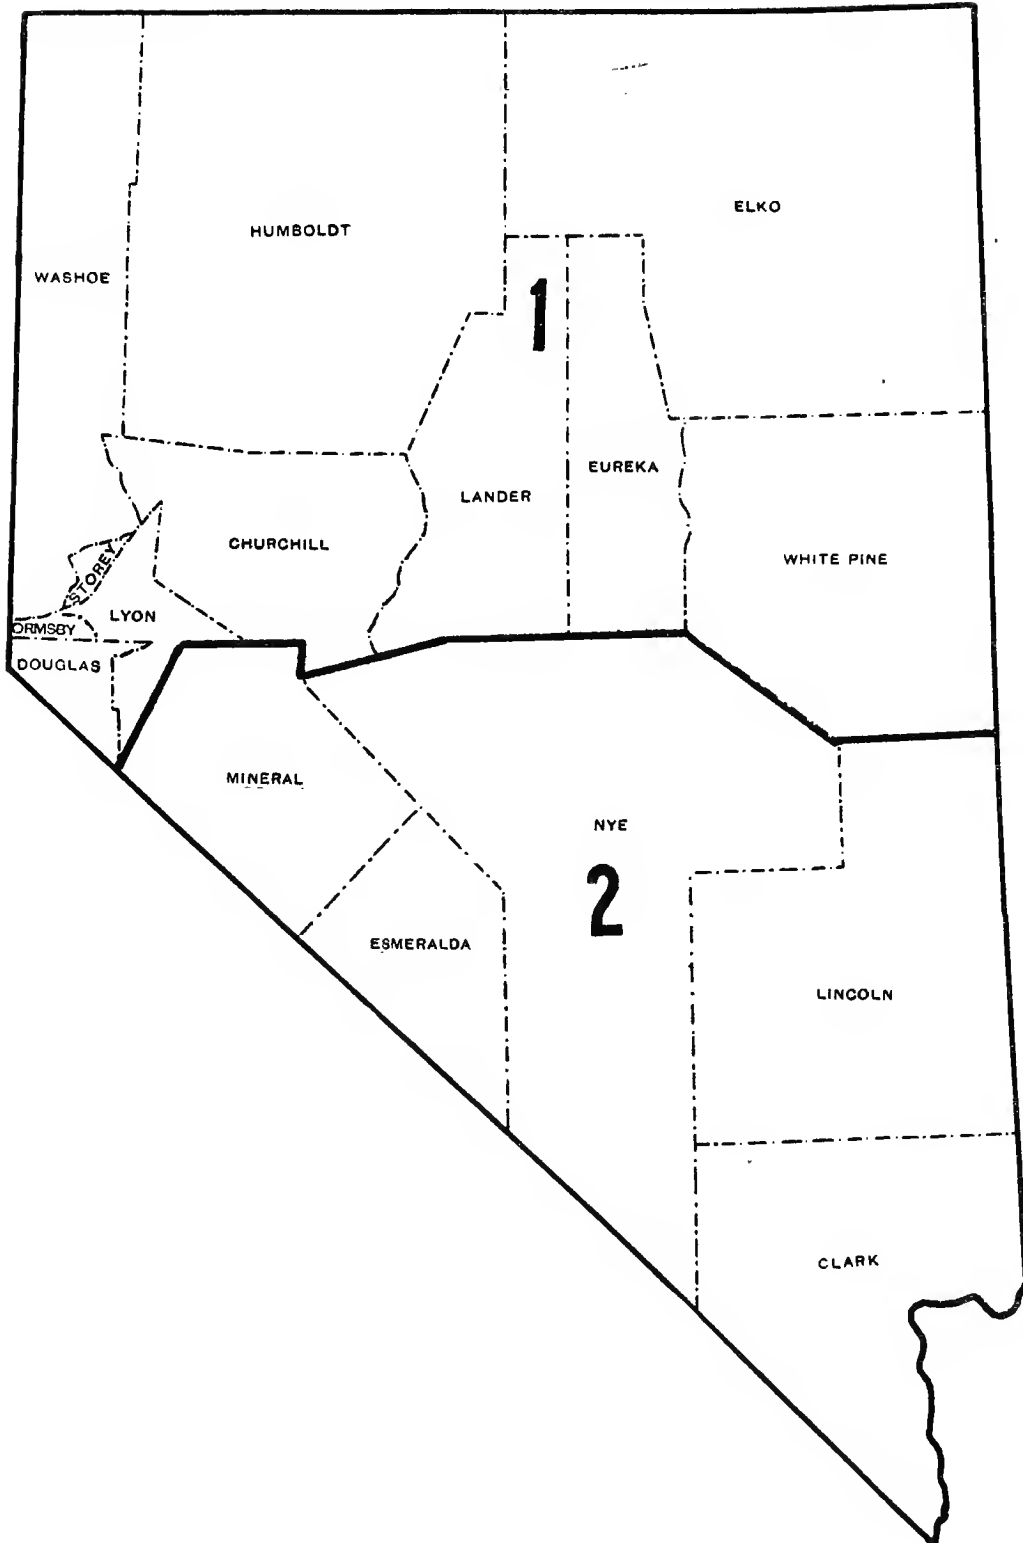 ELKO
HUMBOLDT
WASHOE
1
EUREKA
LANDER
CHURCHILL
WHITE PINE
STOREY
LYON
ORMSBY
DOUGLAS
MINERAL
NYE
2
ESMERALDA
LINCOLN
CLARK